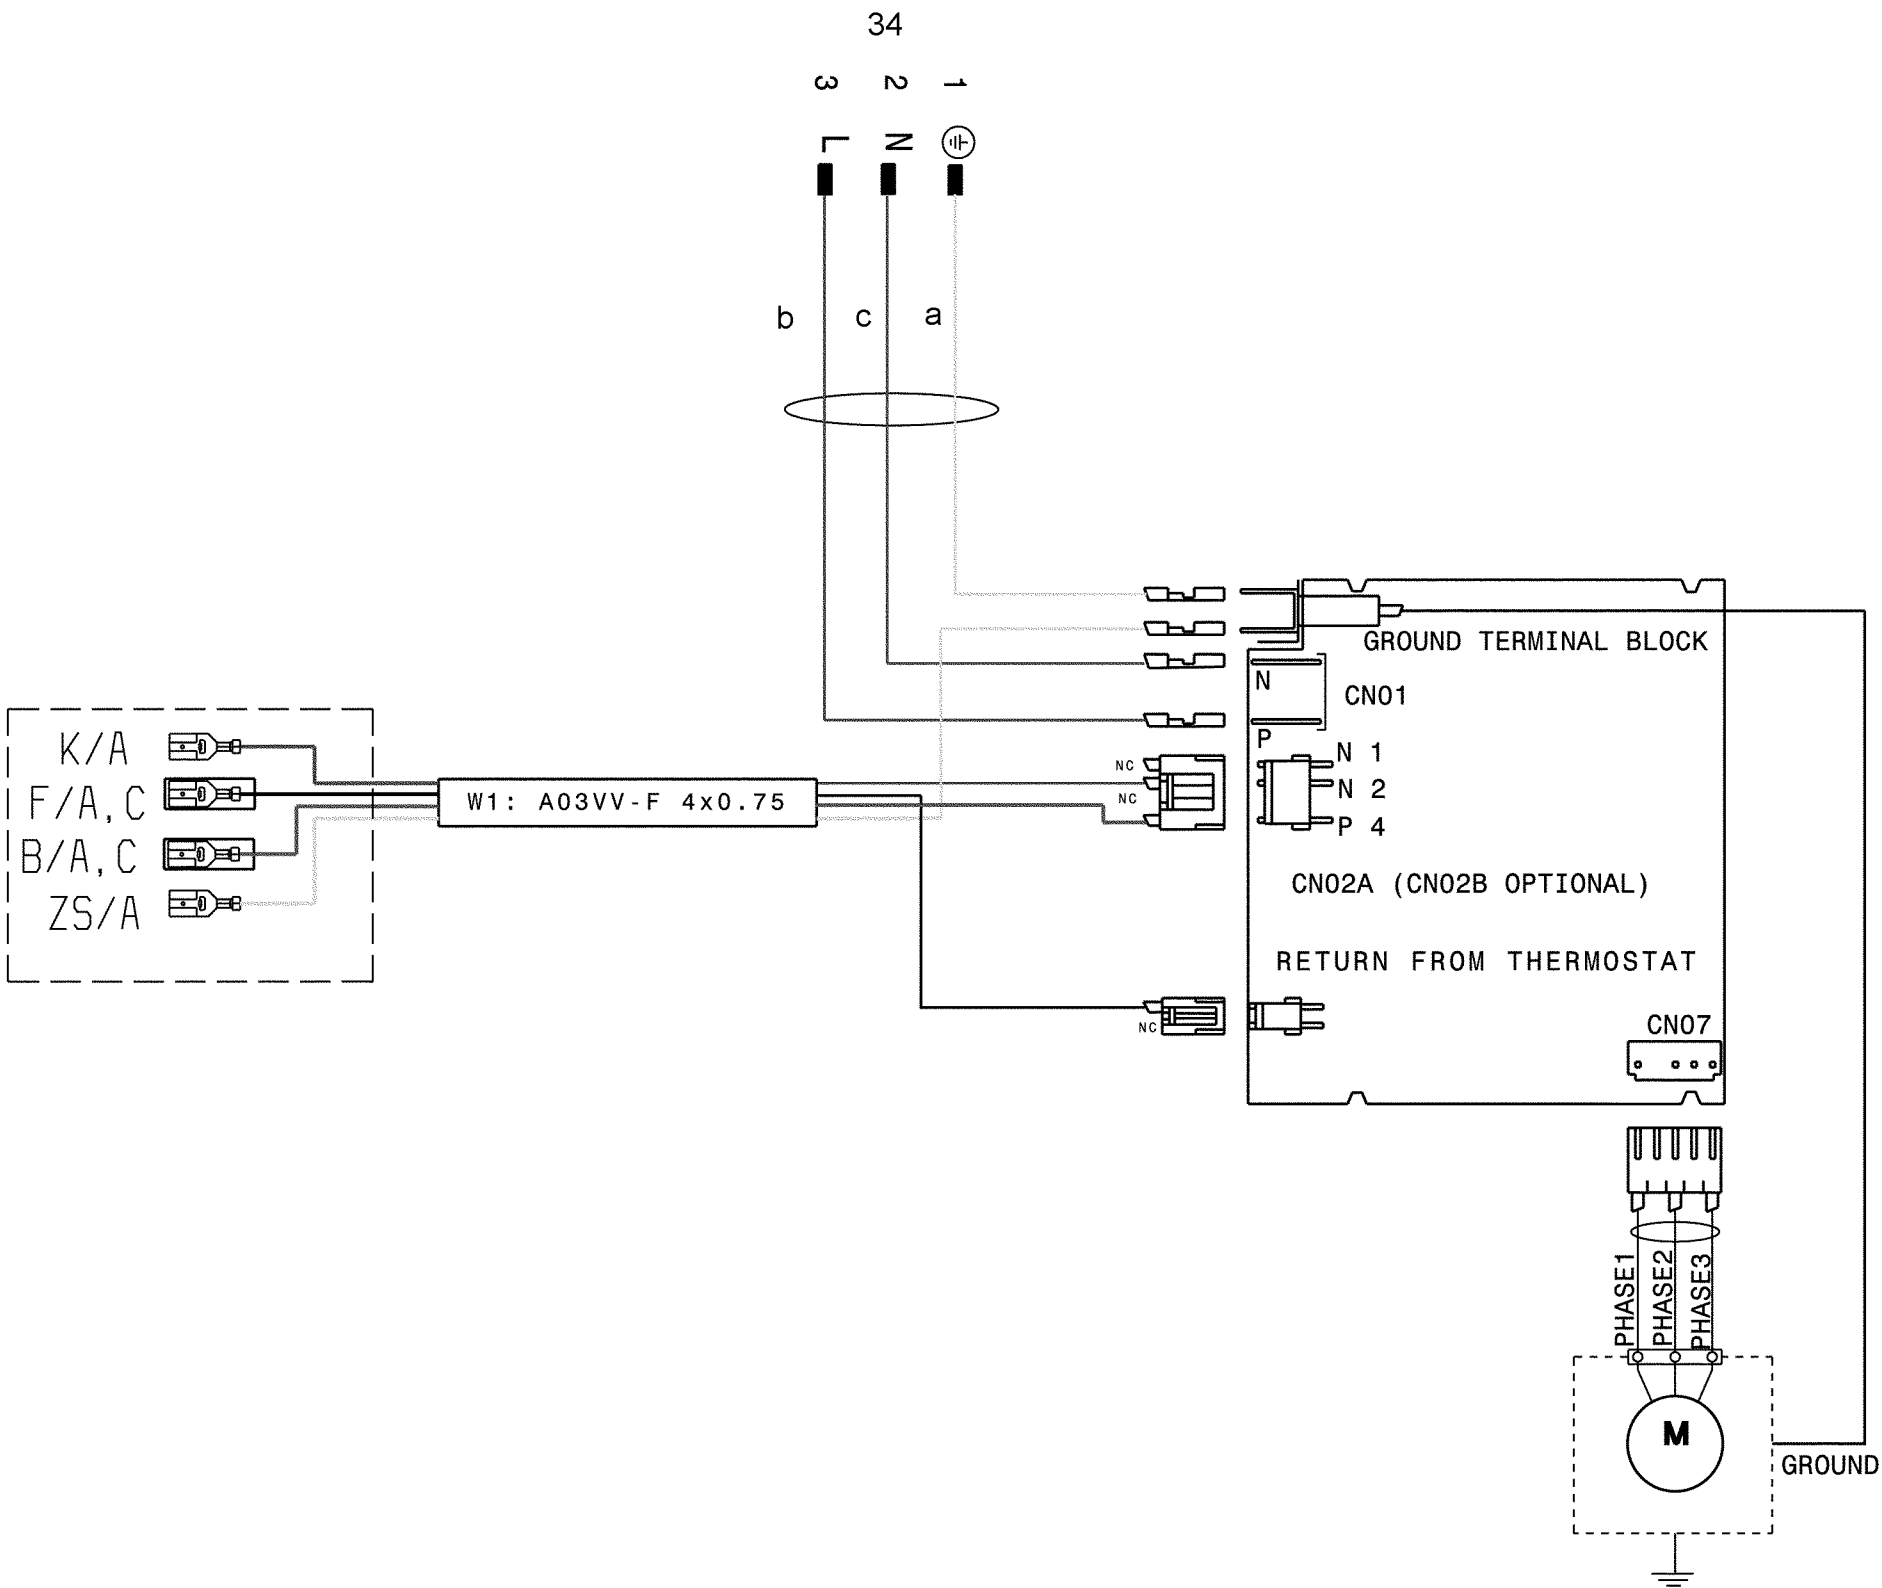 34
3 2 1
L N
b c a
GROUND TERMINAL BLOCK
N
CN01
P
N 1
N 2
P 4
NC
NC
K/A
F/A,C
B/A,C
ZS/A
W1: A03VV-F 4x0.75
CN02A (CN02B OPTIONAL)
RETURN FROM THERMOSTAT
NC
CN07
PHASE1
PHASE2
PHASE3
M
GROUND